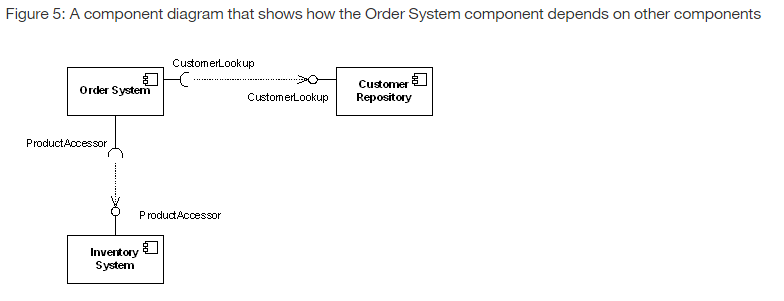 Figure 5: A component diagram that shows how the Order System component depends on other components
CustomerLookup
Order System
CustomerLookup
Customer
Repository
ProductAccessor
ProductAccessor
Inventory
System